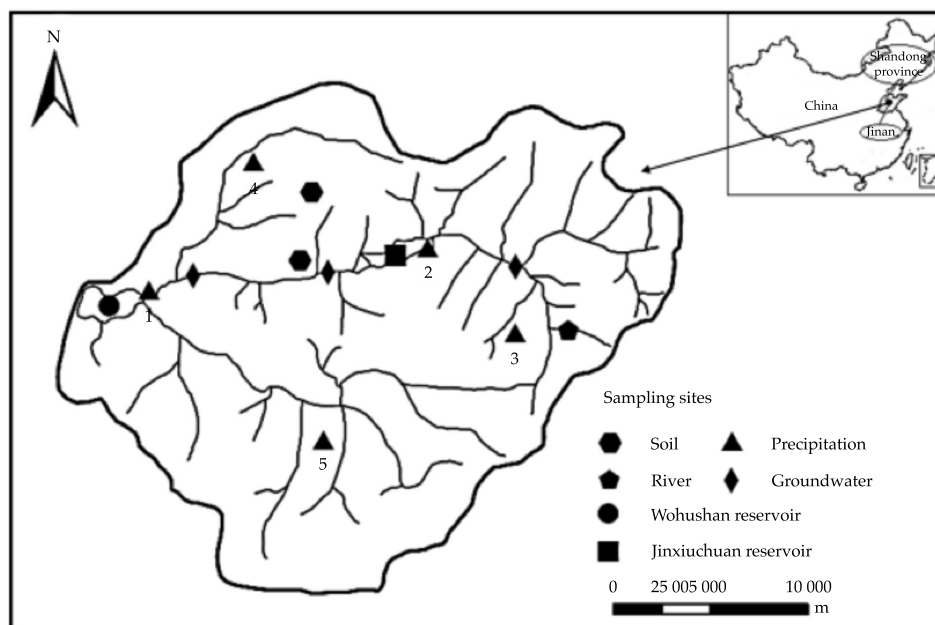 N
Shandong
province
China
Jinan
4
2
1
3
5
Sampling sites
Soil
Precipitation
River
Groundwater
Wohushan reservoir
Jinxiuchuan reservoir
0 25 005 000 10 000
m